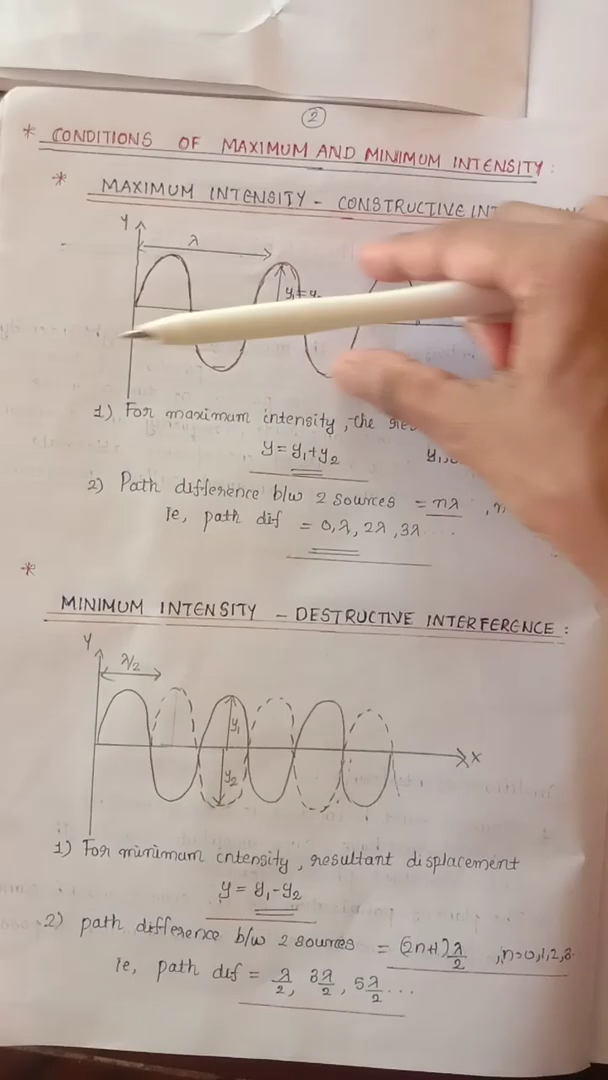 2
* CONDITIONS OF MAXIMUM AND MINIMUM INTENSITY :
* MAXIMUM INTENSITY - CONSTRUCTIVE
Y
λ
1) For maximum intensity, the
y = y₁+y₂
2) Path difference b/w 2 sources = nλ
Ie, path dif = 0, λ, 2λ, 3λ ....
*
MINIMUM INTENSITY - DESTRUCTIVE INTERFERENCE :
Y
λ/2
y₁
X
y₂
1) For minimum intensity, resultant displacement
y = y₁-y₂
2) path difference b/w 2 sources = (2n+1)λ/2 , n=0,1,2,3.
Ie, path dif = λ/2, 3λ/2, 5λ/2 ...